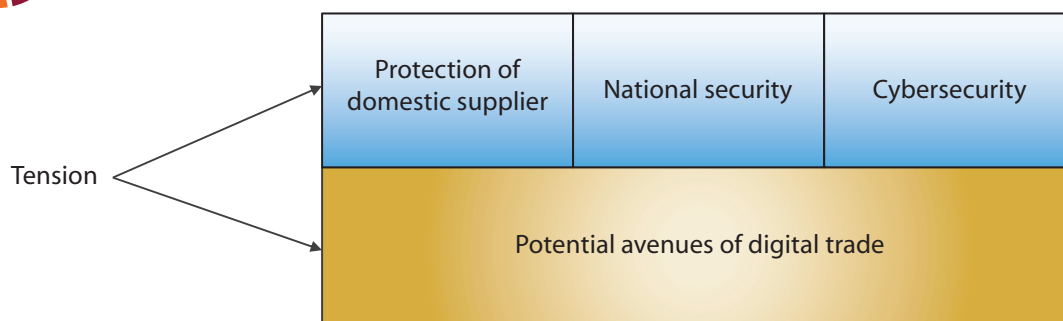 Protection of
domestic supplier
National security
Cybersecurity
Tension
Potential avenues of digital trade